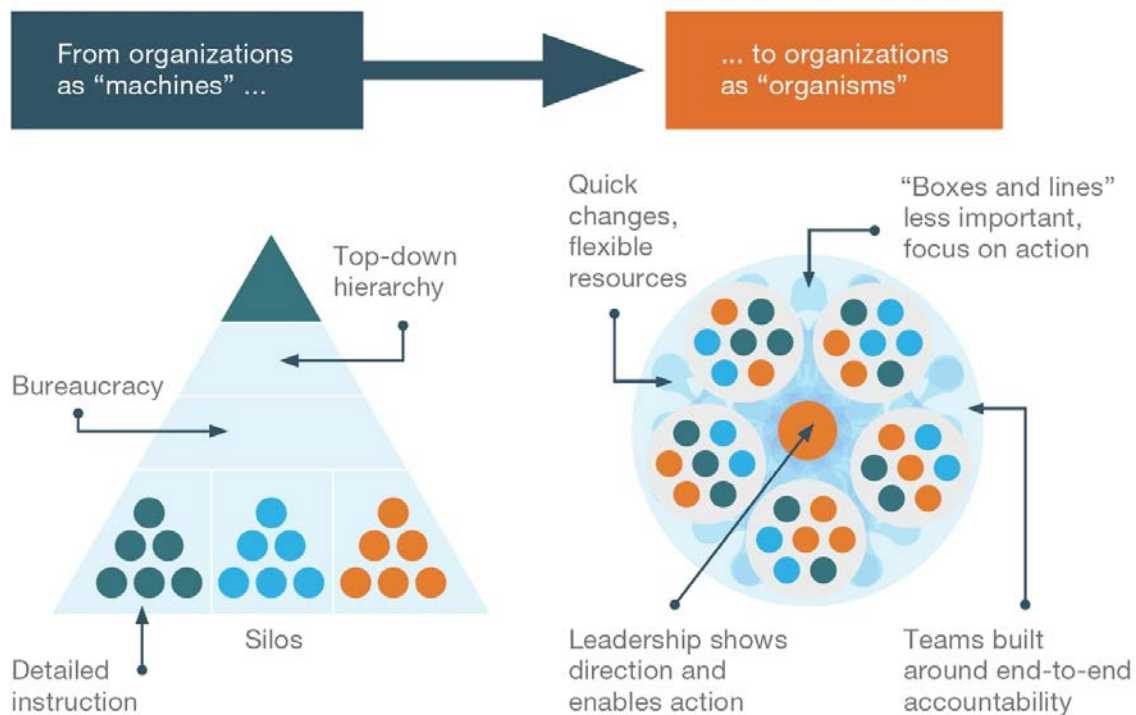 From organizations
as “machines” ...
... to organizations
as “organisms”
Top-down
hierarchy
Bureaucracy
Silos
Detailed
instruction
Quick
changes,
flexible
resources
“Boxes and lines”
less important,
focus on action
Leadership shows
direction and
enables action
Teams built
around end-to-end
accountability